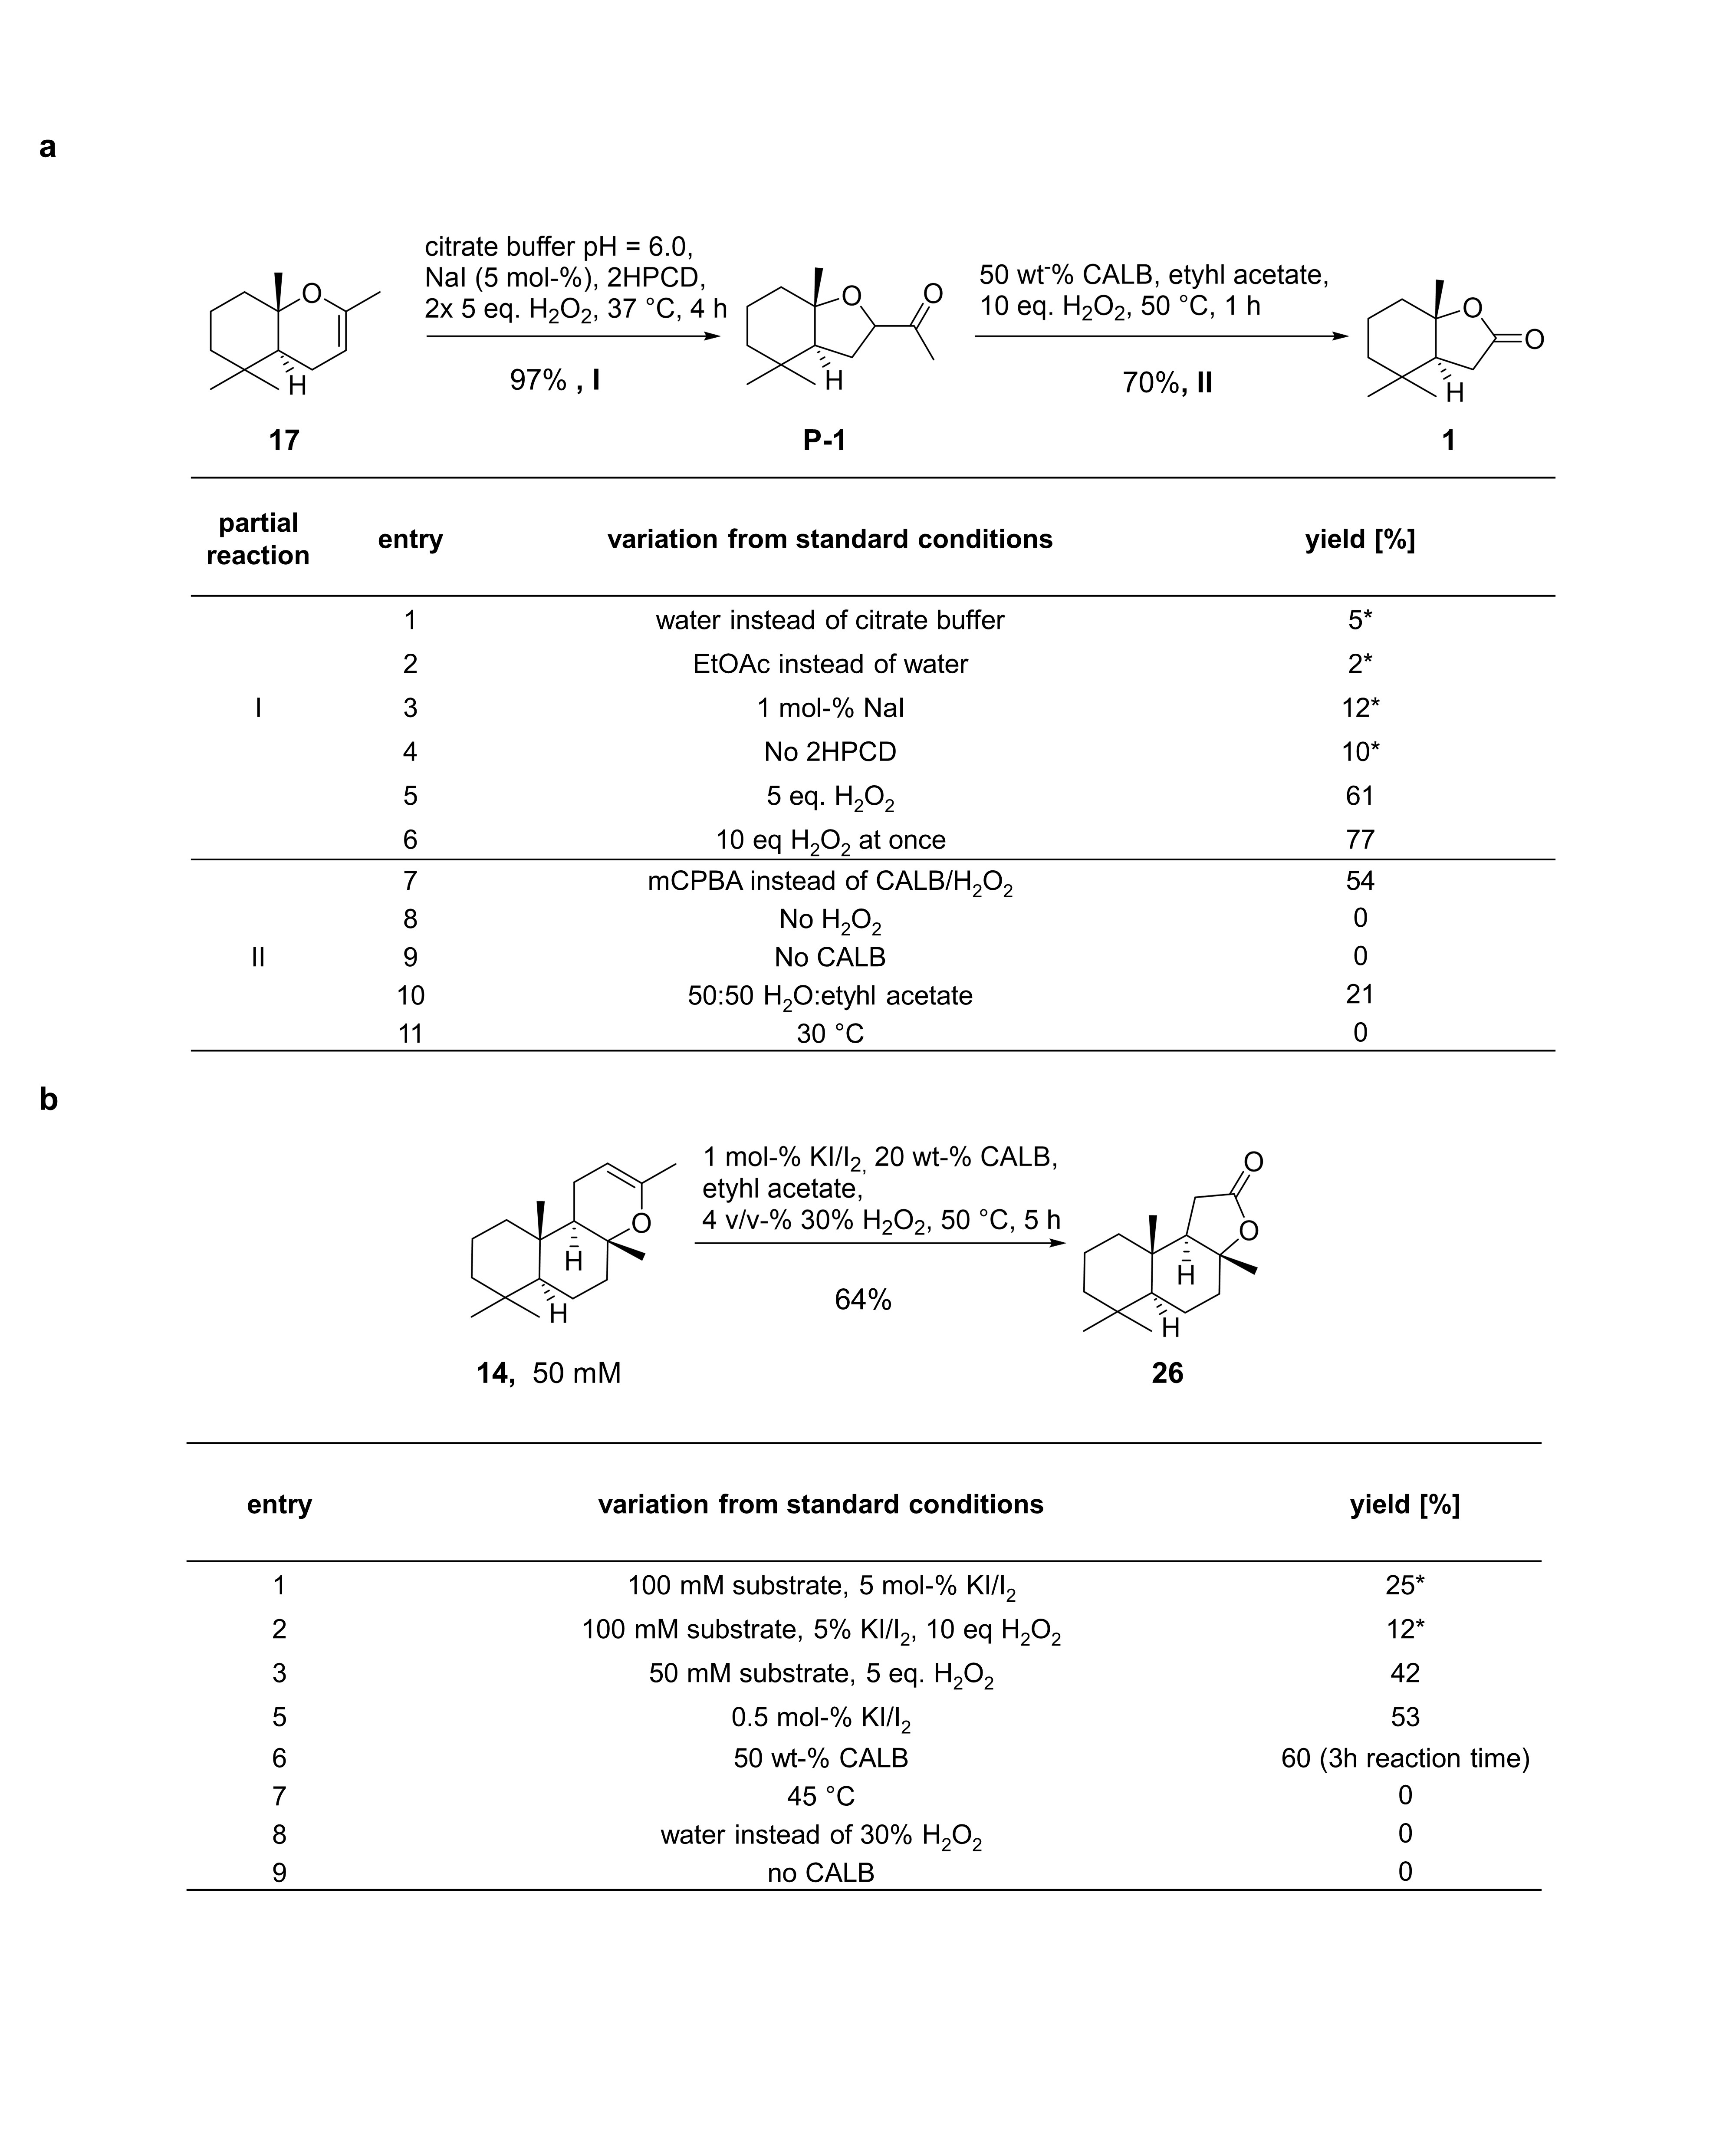 a
citrate buffer pH = 6.0,
NaI (5 mol-%), 2HPCD,
2x 5 eq. H2O2, 37 °C, 4 h
97% , I
50 wt-% CALB, etyhl acetate,
10 eq. H2O2, 50 °C, 1 h
70%, II
O
H
O
O
H
O
O
H
17
P-1
1
partial reaction entry variation from standard conditions yield [%]
1 water instead of citrate buffer 5*
2 EtOAc instead of water 2*
I 3 1 mol-% NaI 12*
4 No 2HPCD 10*
5 5 eq. H2O2 61
6 10 eq H2O2 at once 77
7 mCPBA instead of CALB/H2O2 54
8 No H2O2 0
II 9 No CALB 0
10 50:50 H2O:etyhl acetate 21
11 30 °C 0
b
1 mol-% KI/I2, 20 wt-% CALB,
etyhl acetate,
4 v/v-% 30% H2O2, 50 °C, 5 h
64%
O
H
H
O
O
H
H
14, 50 mM
26
entry variation from standard conditions yield [%]
1 100 mM substrate, 5 mol-% KI/I2 25*
2 100 mM substrate, 5% KI/I2, 10 eq H2O2 12*
3 50 mM substrate, 5 eq. H2O2 42
5 0.5 mol-% KI/I2 53
6 50 wt-% CALB 60 (3h reaction time)
7 45 °C 0
8 water instead of 30% H2O2 0
9 no CALB 0